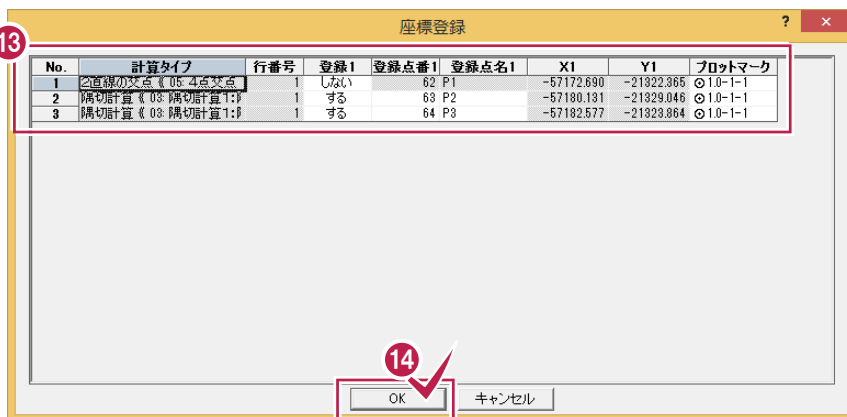 座標登録 ? ×
13
No. 計算タイプ 行番号 登録1 登録点番1 登録点名1 X1 Y1 プロットマーク
1 2直線の交点《 05: 4点交点 1 しない 62 P1 -57172.690 -21322.365 1.0-1-1
2 隅切計算《 03: 隅切計算1: 1 する 63 P2 -57180.131 -21329.046 1.0-1-1
3 隅切計算《 03: 隅切計算1: 1 する 64 P3 -57182.577 -21323.864 1.0-1-1
14
OK キャンセル